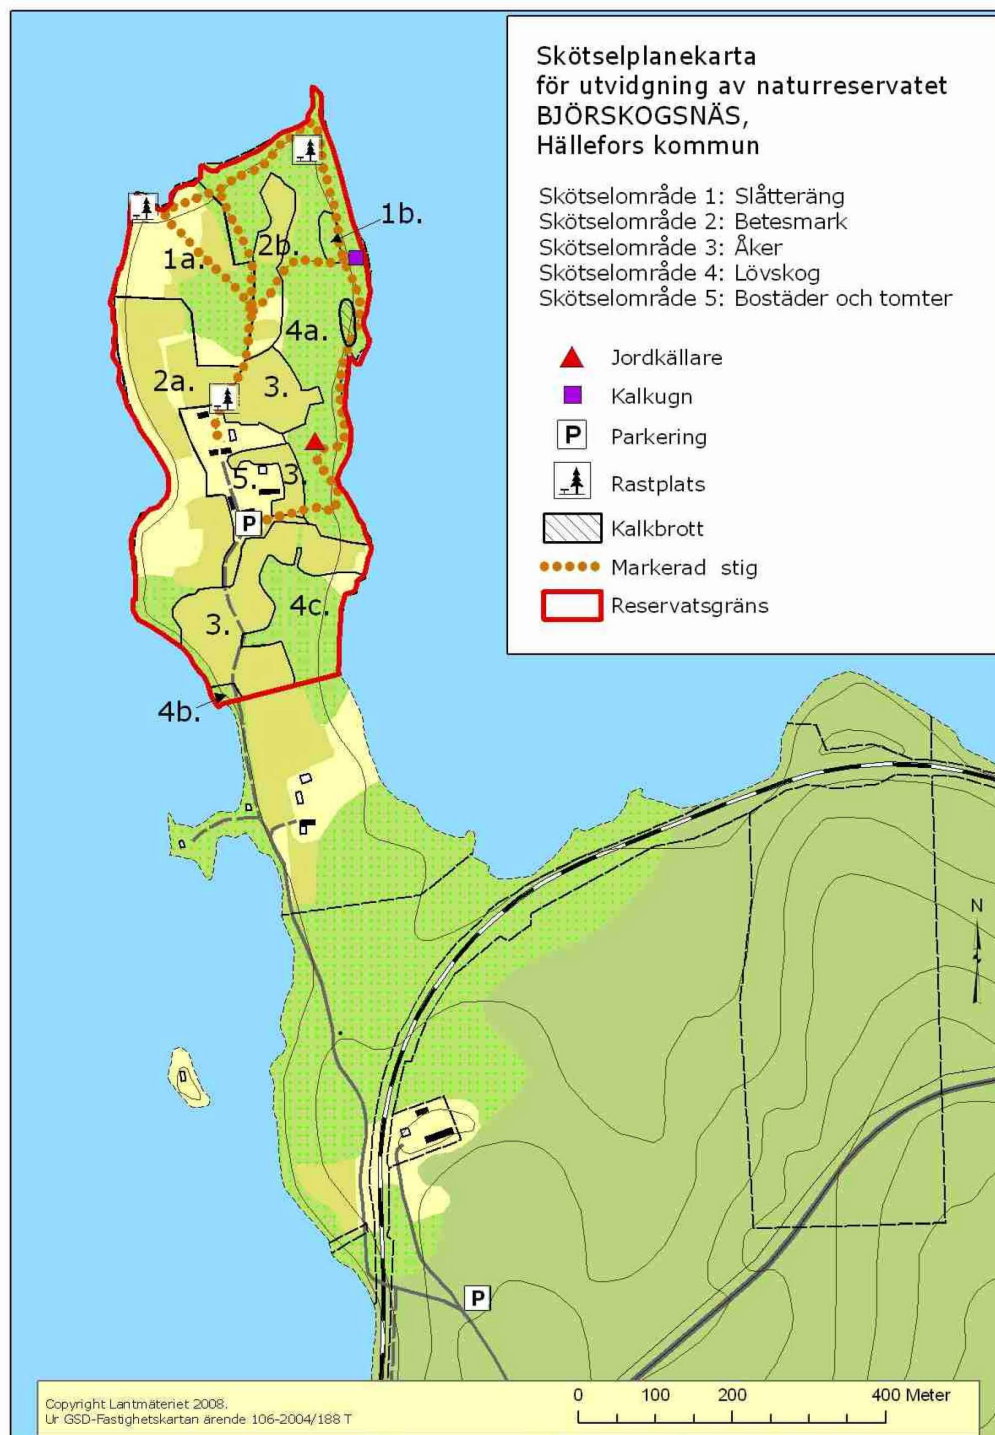 Skötselplanekarta
för utvidgning av naturreservatet
BJÖRSKOGSNÄS,
Hällefors kommun
Skötselområde 1: Slåtteräng
Skötselområde 2: Betesmark
Skötselområde 3: Åker
Skötselområde 4: Lövskog
Skötselområde 5: Bostäder och tomter
Jordkällare
Kalkugn
P Parkering
Rastplats
Kalkbrott
Markerad stig
Reservatsgräns
1b.
2b.
1a.
4a.
2a.
3.
5.
3.
P
4c.
3.
4b.
N
P
Copyright Lantmäteriet 2008.
Ur GSD-Fastighetskartan ärende 106-2004/188 T
0 100 200 400 Meter